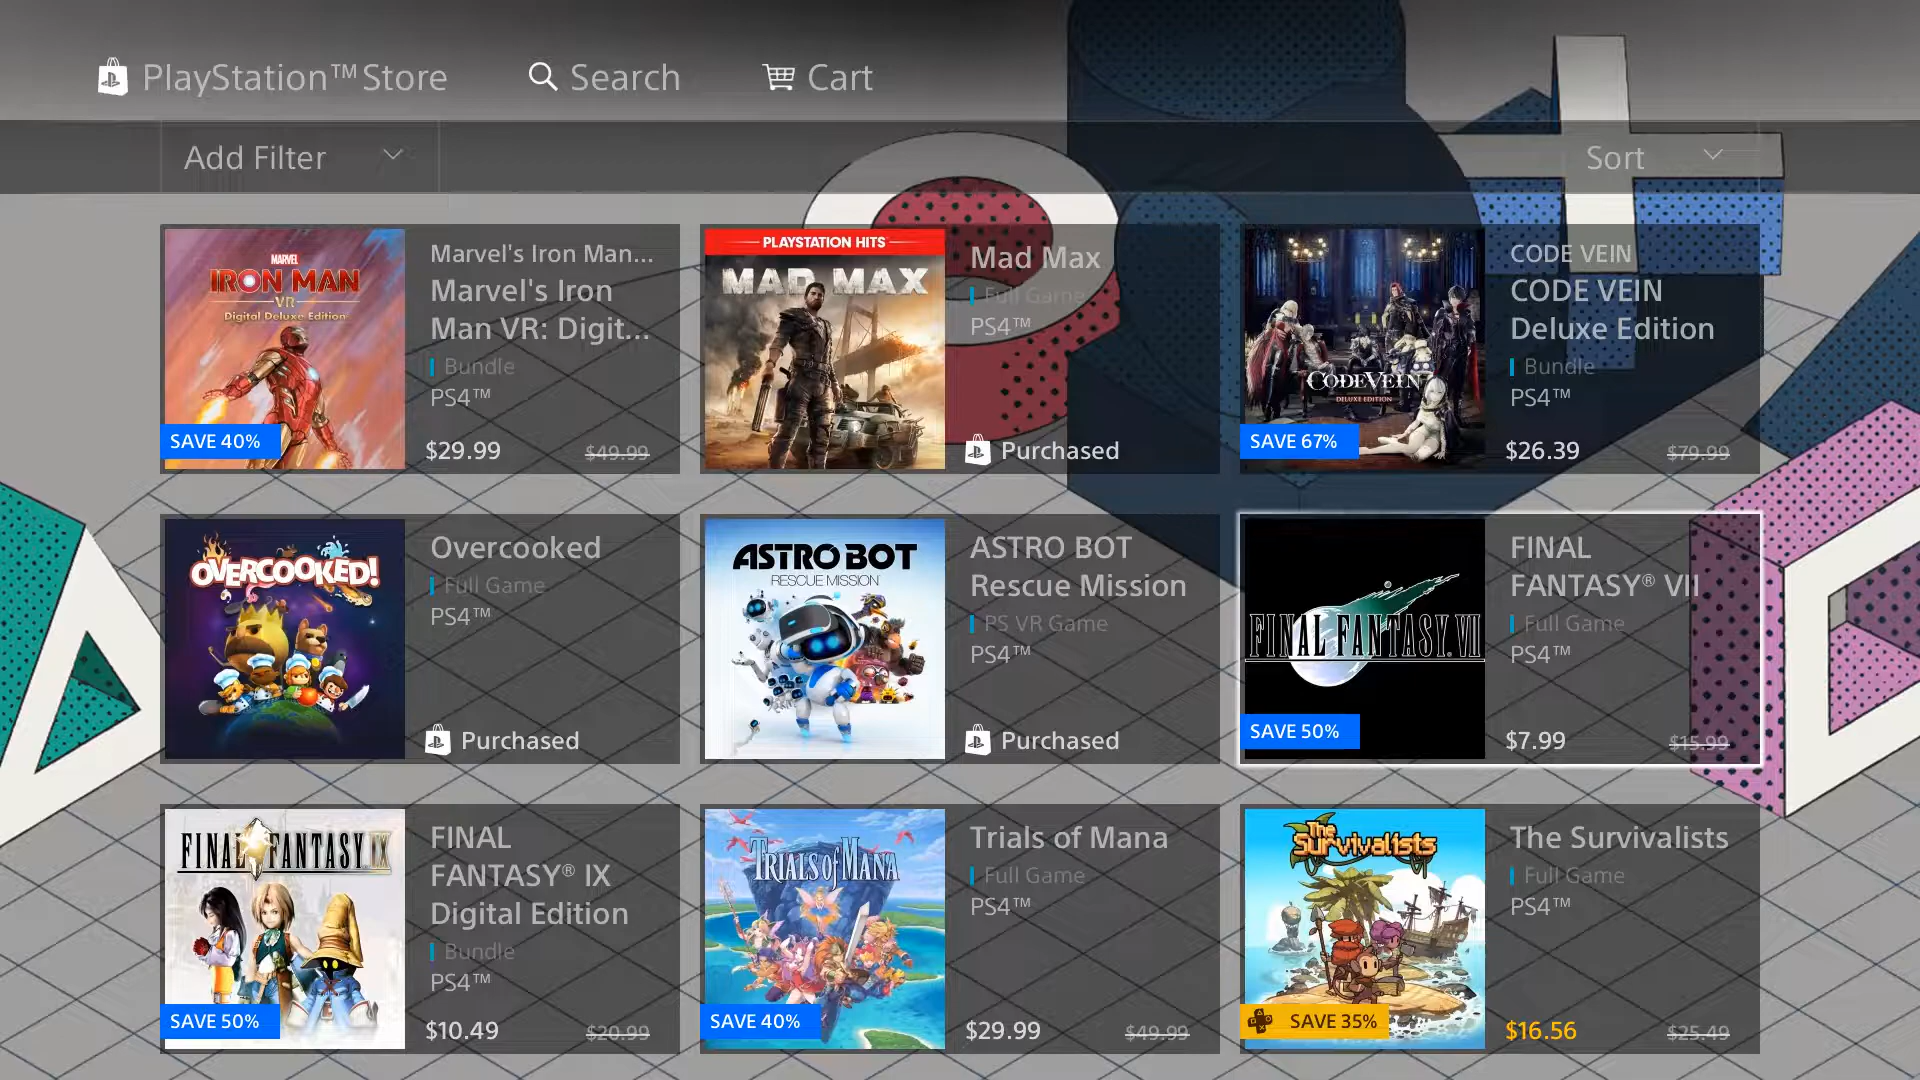 PlayStation™Store
Search
Cart
Add Filter
Sort
MARVEL
IRON MAN
VR
Digital Deluxe Edition
SAVE 40%
Marvel's Iron Man...
Marvel's Iron
Man VR: Digit...
Bundle
PS4™
$29.99 $49.99
PLAYSTATION HITS
MAD MAX
Mad Max
Full Game
PS4™
Purchased
CODE VEIN
DELUXE EDITION
SAVE 67%
CODE VEIN
CODE VEIN
Deluxe Edition
Bundle
PS4™
$26.39 $79.99
OVERCOOKED!
Overcooked
Full Game
PS4™
Purchased
ASTRO BOT
RESCUE MISSION
ASTRO BOT
Rescue Mission
PS VR Game
PS4™
Purchased
FINAL FANTASY VII
SAVE 50%
FINAL
FANTASY® VII
Full Game
PS4™
$7.99 $15.99
FINAL FANTASY IX
SAVE 50%
FINAL
FANTASY® IX
Digital Edition
Bundle
PS4™
$10.49 $20.99
TRIALS of MANA
SAVE 40%
Trials of Mana
Full Game
PS4™
$29.99 $49.99
The
Survivalists
SAVE 35%
The Survivalists
Full Game
PS4™
$16.56 $25.49